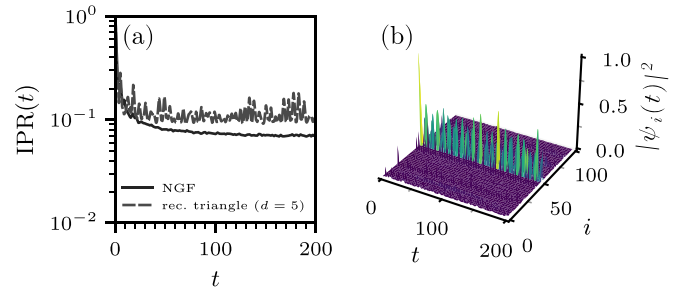 (a)
IPR(t)
10^0
10^{-1}
10^{-2}
NGF
rec. triangle (d = 5)
0
100
200
t
(b)
1.0
0.5
0.0
|ψ_i(t)|^2
0
100
200
t
0
50
100
i